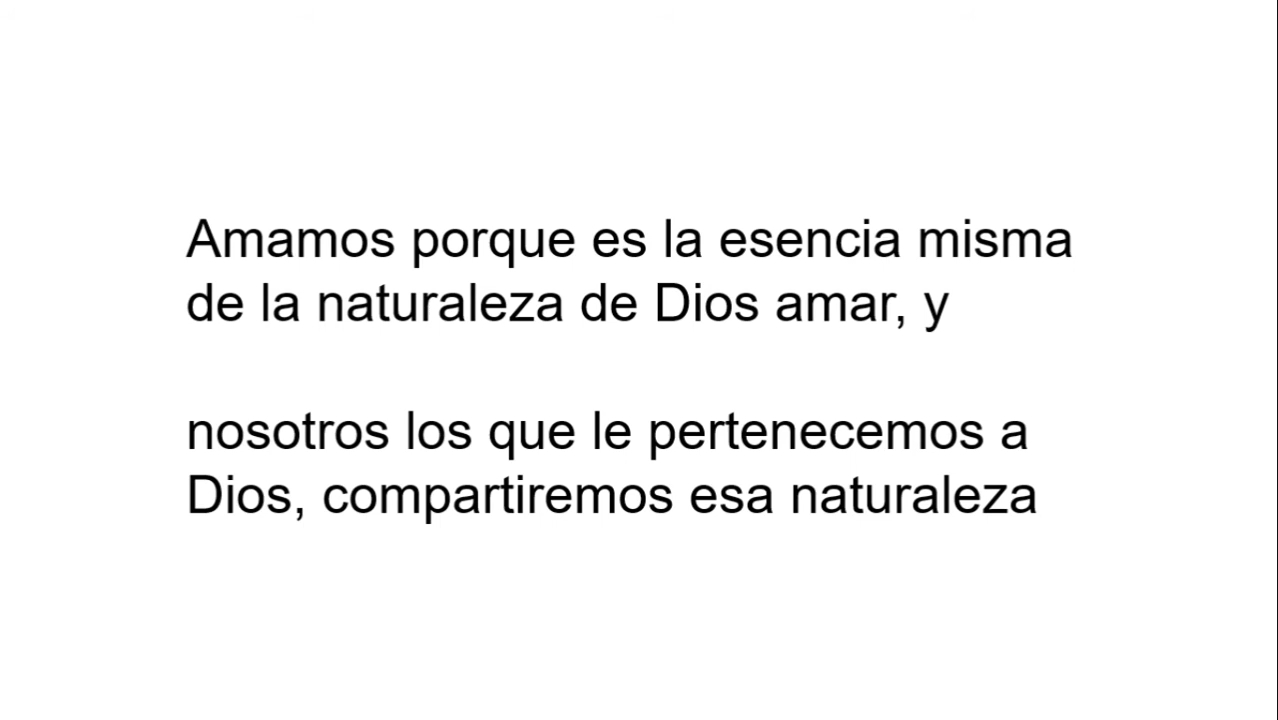 Amamos porque es la esencia misma
de la naturaleza de Dios amar, y
nosotros los que le pertenecemos a
Dios, compartiremos esa naturaleza